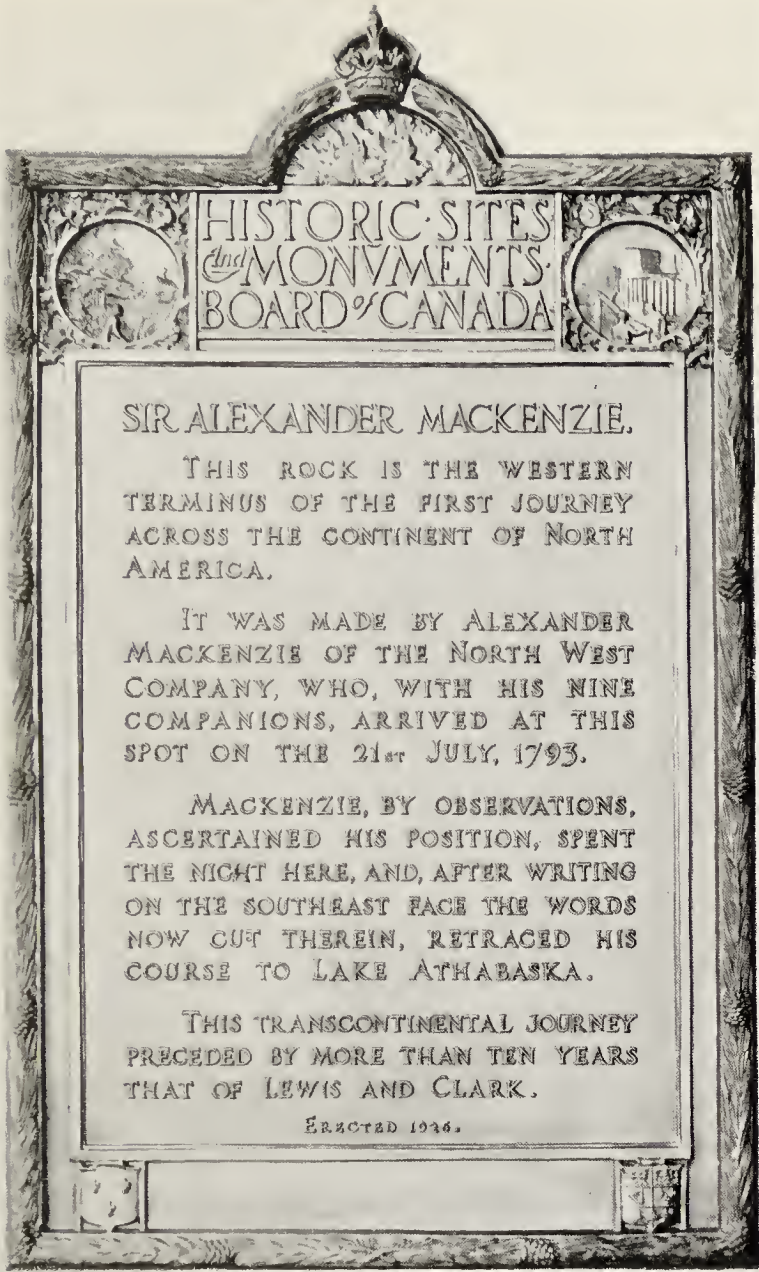 HISTORIC·SITES
And MONVMENTS·
BOARD of CANADA
SIR ALEXANDER MACKENZIE.
THIS ROCK IS THE WESTERN
TERMINUS OF THE FIRST JOURNEY
ACROSS THE CONTINENT OF NORTH
AMERICA.
IT WAS MADE BY ALEXANDER
MACKENZIE OF THE NORTH WEST
COMPANY, WHO, WITH HIS NINE
COMPANIONS, ARRIVED AT THIS
SPOT ON THE 21ST JULY, 1793.
MACKENZIE, BY OBSERVATIONS,
ASCERTAINED HIS POSITION, SPENT
THE NIGHT HERE, AND, AFTER WRITING
ON THE SOUTHEAST FACE THE WORDS
NOW CUT THEREIN, RETRACED HIS
COURSE TO LAKE ATHABASKA.
THIS TRANSCONTINENTAL JOURNEY
PRECEDED BY MORE THAN TEN YEARS
THAT OF LEWIS AND CLARK.
ERECTED 1926.